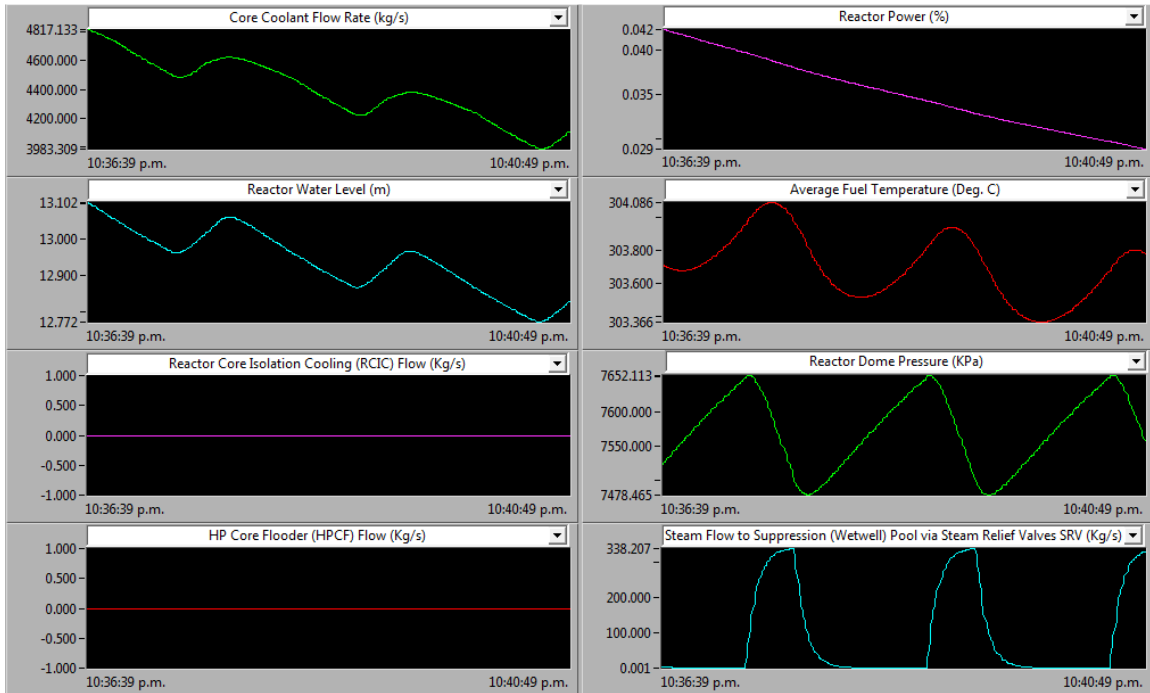 Core Coolant Flow Rate (kg/s)
4817.133
4600.000
4400.000
4200.000
3983.309
10:36:39 p.m. 10:40:49 p.m.
Reactor Power (%)
0.042
0.040
0.035
0.029
10:36:39 p.m. 10:40:49 p.m.
Reactor Water Level (m)
13.102
13.000
12.900
12.772
10:36:39 p.m. 10:40:49 p.m.
Average Fuel Temperature (Deg. C)
304.086
303.800
303.600
303.366
10:36:39 p.m. 10:40:49 p.m.
Reactor Core Isolation Cooling (RCIC) Flow (Kg/s)
1.000
0.500
0.000
-0.500
-1.000
10:36:39 p.m. 10:40:49 p.m.
Reactor Dome Pressure (KPa)
7652.113
7600.000
7550.000
7478.465
10:36:39 p.m. 10:40:49 p.m.
HP Core Flooder (HPCF) Flow (Kg/s)
1.000
0.500
0.000
-0.500
-1.000
10:36:39 p.m. 10:40:49 p.m.
Steam Flow to Suppression (Wetwell) Pool via Steam Relief Valves SRV (Kg/s)
338.207
200.000
100.000
0.001
10:36:39 p.m. 10:40:49 p.m.